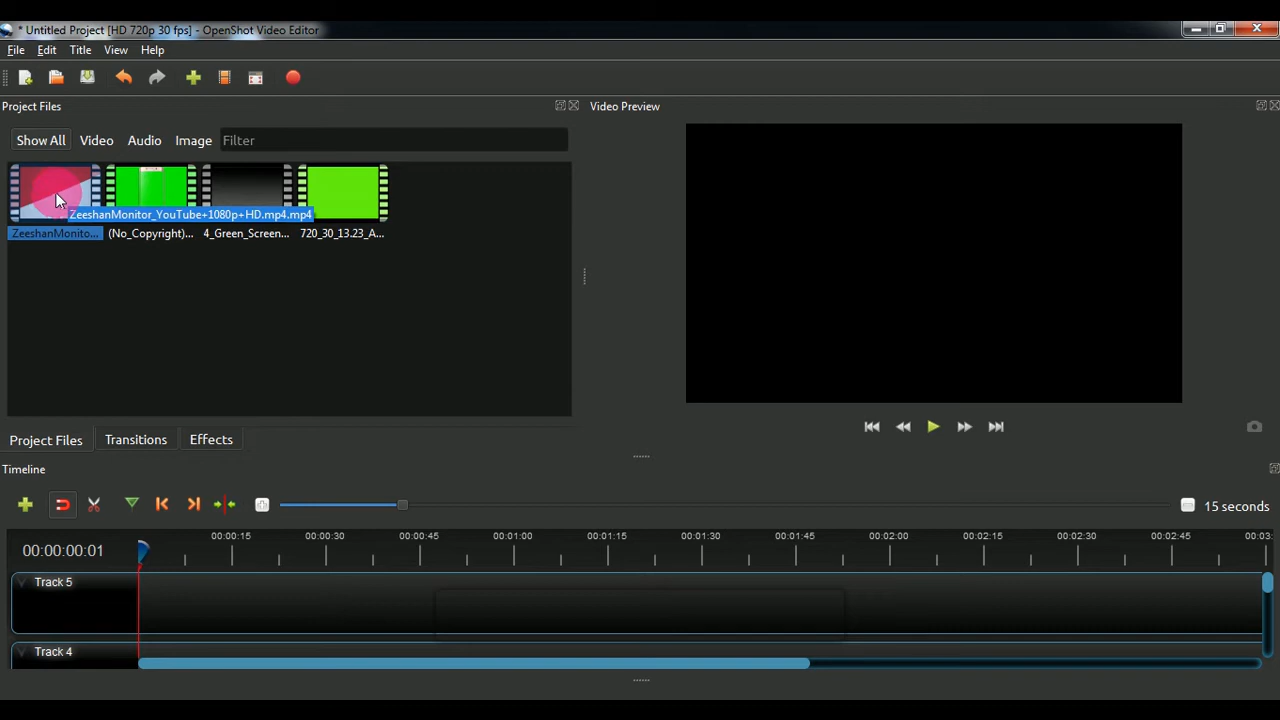 * Untitled Project [HD 720p 30 fps] - OpenShot Video Editor
File Edit Title View Help
Project Files
Video Preview
Show All Video Audio Image Filter
ZeeshanMonitor_YouTube+1080p+HD.mp4.mp4
ZeeshanMonito... (No_Copyright)... 4_Green_Screen... 720_30_13.23_A...
Project Files Transitions Effects
Timeline
15 seconds
00:00:00:01
00:00:15 00:00:30 00:00:45 00:01:00 00:01:15 00:01:30 00:01:45 00:02:00 00:02:15 00:02:30 00:02:45 00:03:
Track 5
Track 4